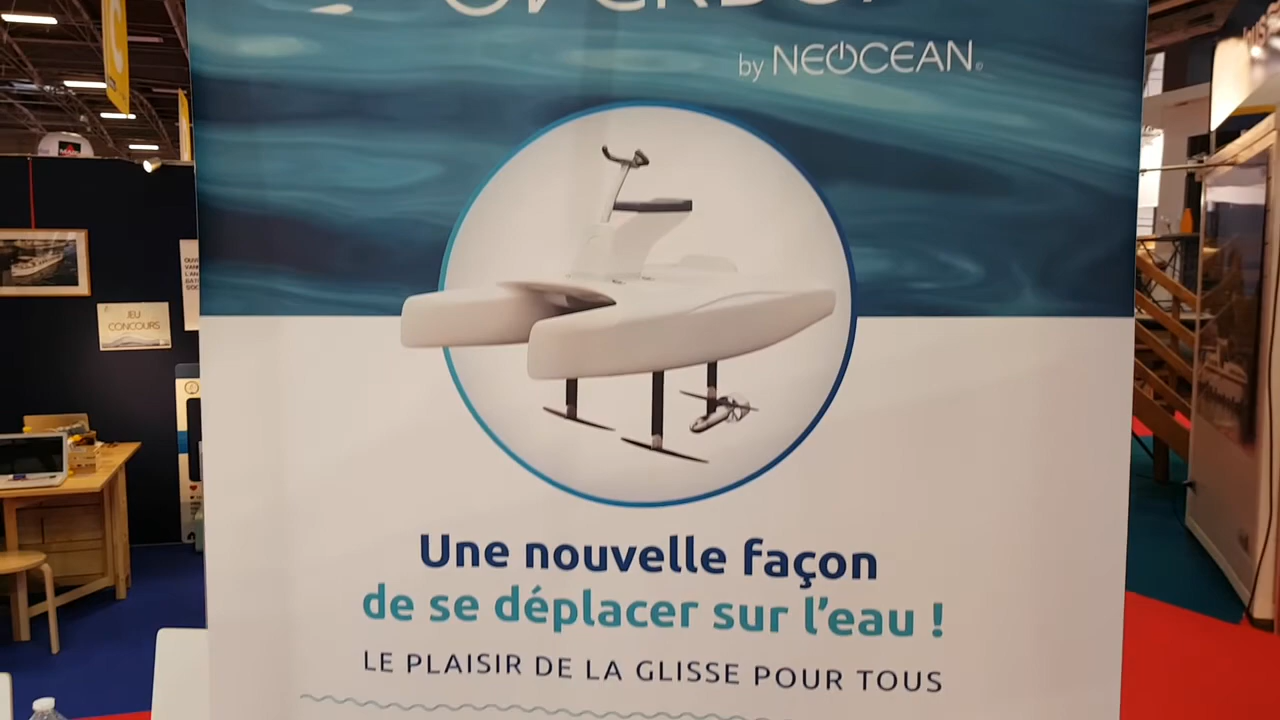 by NEOCEAN
Une nouvelle façon
de se déplacer sur l'eau !
LE PLAISIR DE LA GLISSE POUR TOUS
JEU
CONCOURS